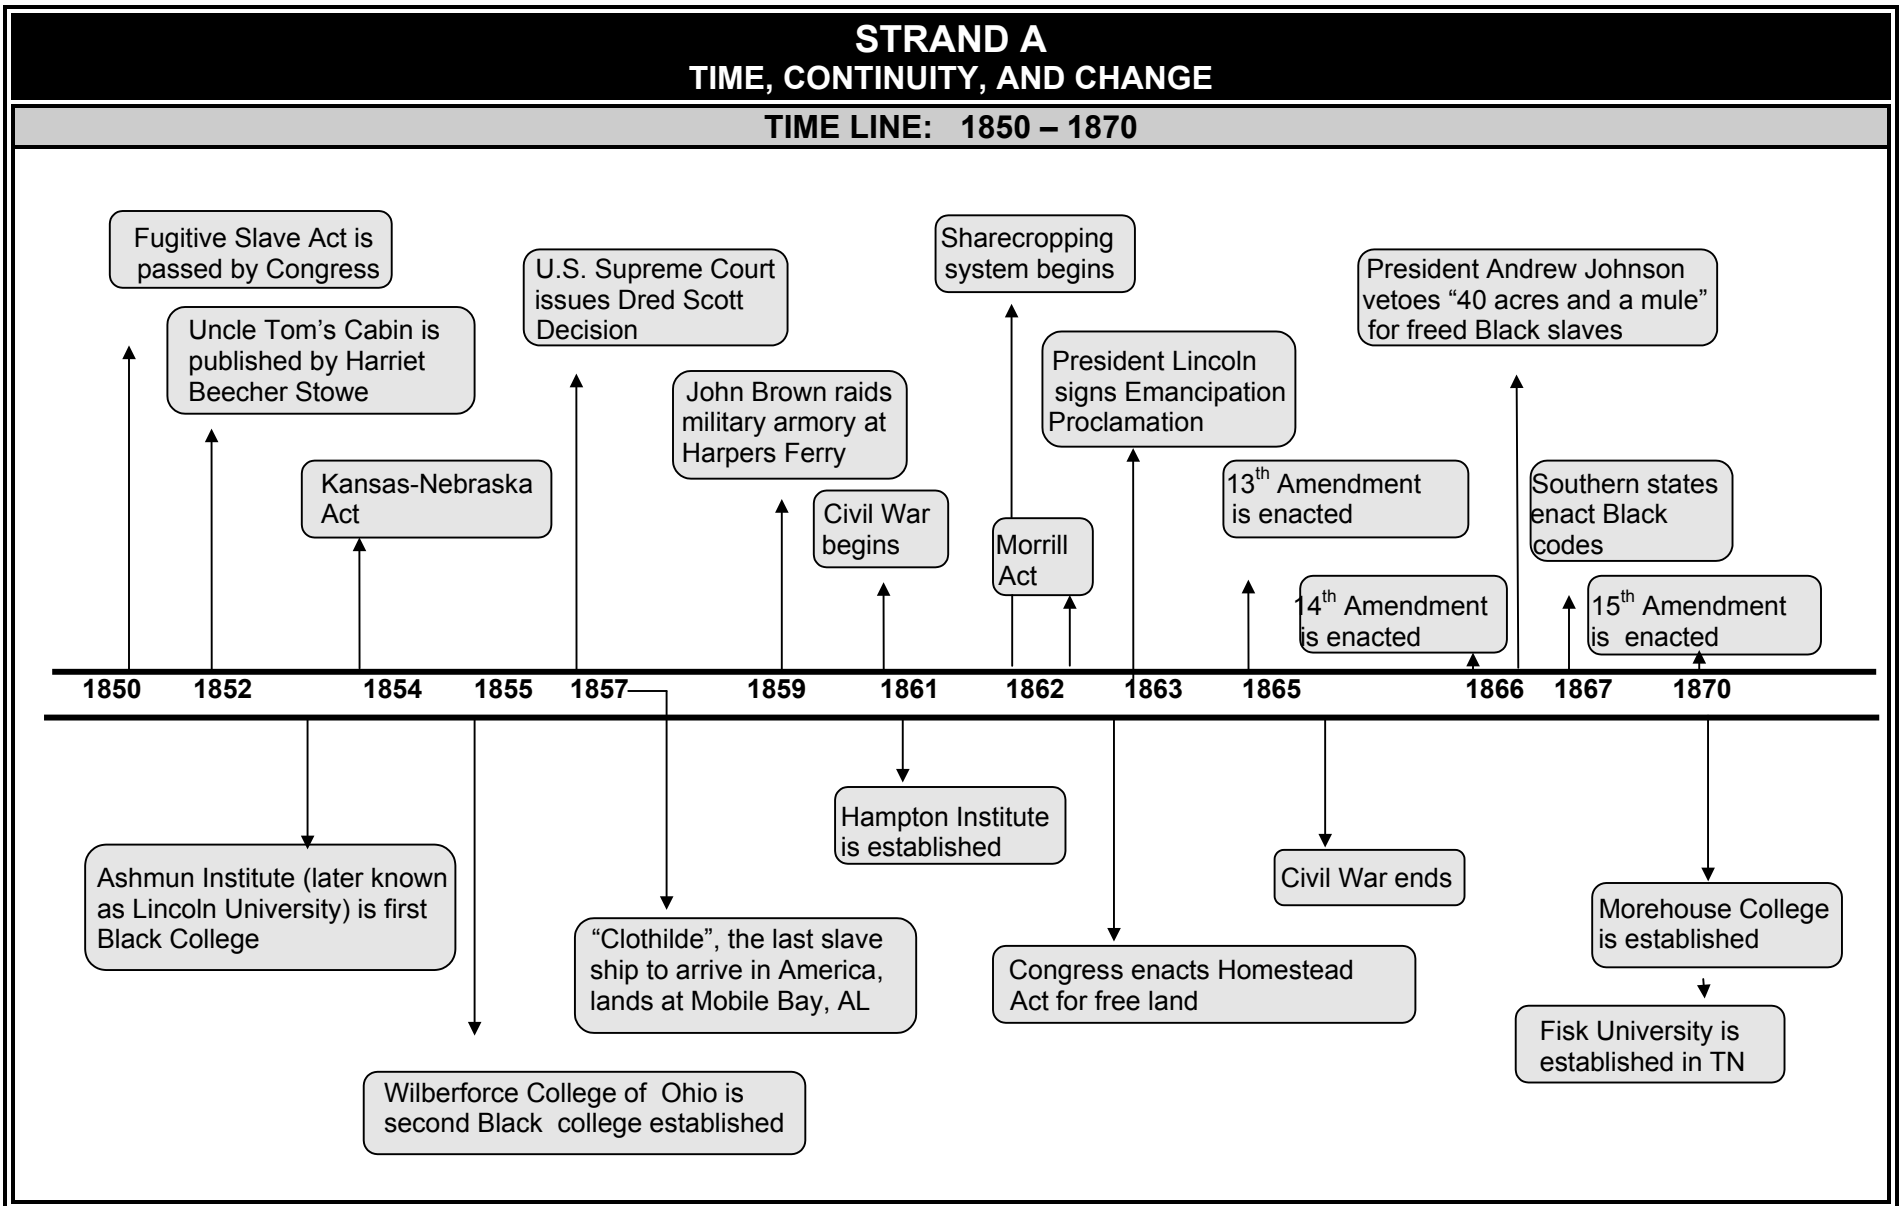 STRAND A
TIME, CONTINUITY, AND CHANGE
TIME LINE: 1850 – 1870
Fugitive Slave Act is
passed by Congress
Uncle Tom’s Cabin is
published by Harriet
Beecher Stowe
Kansas-Nebraska
Act
U.S. Supreme Court
issues Dred Scott
Decision
John Brown raids
military armory at
Harpers Ferry
Civil War
begins
Sharecropping
system begins
Morrill
Act
President Lincoln
signs Emancipation
Proclamation
13th Amendment
is enacted
14th Amendment
is enacted
President Andrew Johnson
vetoes “40 acres and a mule”
for freed Black slaves
Southern states
enact Black
codes
15th Amendment
is enacted
1850 1852 1854 1855 1857 1859 1861 1862 1863 1865 1866 1867 1870
Ashmun Institute (later known
as Lincoln University) is first
Black College
Wilberforce College of Ohio is
second Black college established
“Clothilde”, the last slave
ship to arrive in America,
lands at Mobile Bay, AL
Hampton Institute
is established
Congress enacts Homestead
Act for free land
Civil War ends
Morehouse College
is established
Fisk University is
established in TN